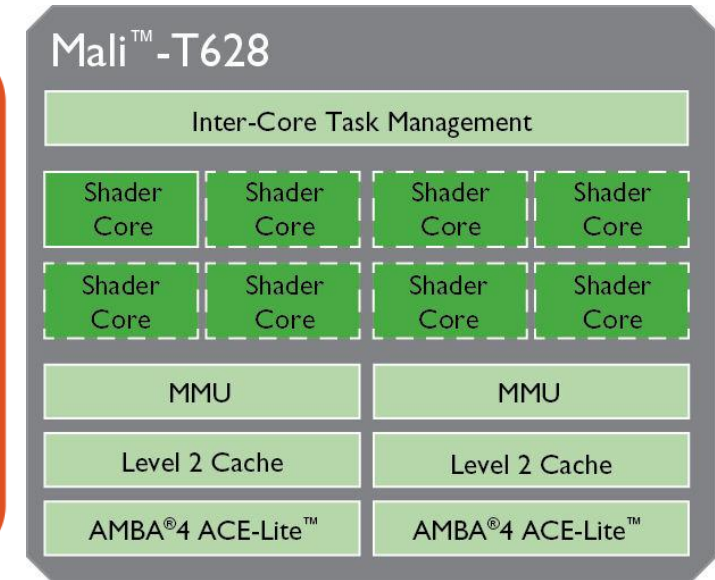 Mali™-T628
Inter-Core Task Management
Shader Core
Shader Core
Shader Core
Shader Core
Shader Core
Shader Core
Shader Core
Shader Core
MMU
MMU
Level 2 Cache
Level 2 Cache
AMBA®4 ACE-Lite™
AMBA®4 ACE-Lite™